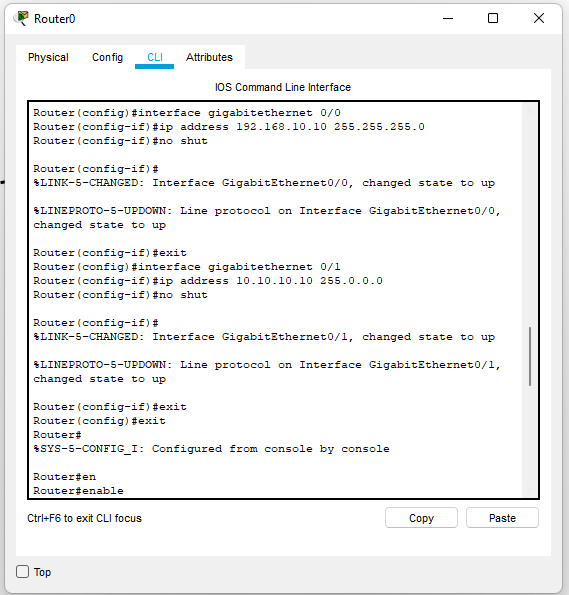 Router0
Physical Config CLI Attributes
IOS Command Line Interface
Router(config)#interface gigabitethernet 0/0
Router(config-if)#ip address 192.168.10.10 255.255.255.0
Router(config-if)#no shut
Router(config-if)#
%LINK-5-CHANGED: Interface GigabitEthernet0/0, changed state to up
%LINEPROTO-5-UPDOWN: Line protocol on Interface GigabitEthernet0/0,
changed state to up
Router(config-if)#exit
Router(config)#interface gigabitethernet 0/1
Router(config-if)#ip address 10.10.10.10 255.0.0.0
Router(config-if)#no shut
Router(config-if)#
%LINK-5-CHANGED: Interface GigabitEthernet0/1, changed state to up
%LINEPROTO-5-UPDOWN: Line protocol on Interface GigabitEthernet0/1,
changed state to up
Router(config-if)#exit
Router(config)#exit
Router#
%SYS-5-CONFIG_I: Configured from console by console
Router#en
Router#enable
Ctrl+F6 to exit CLI focus
Copy Paste
Top